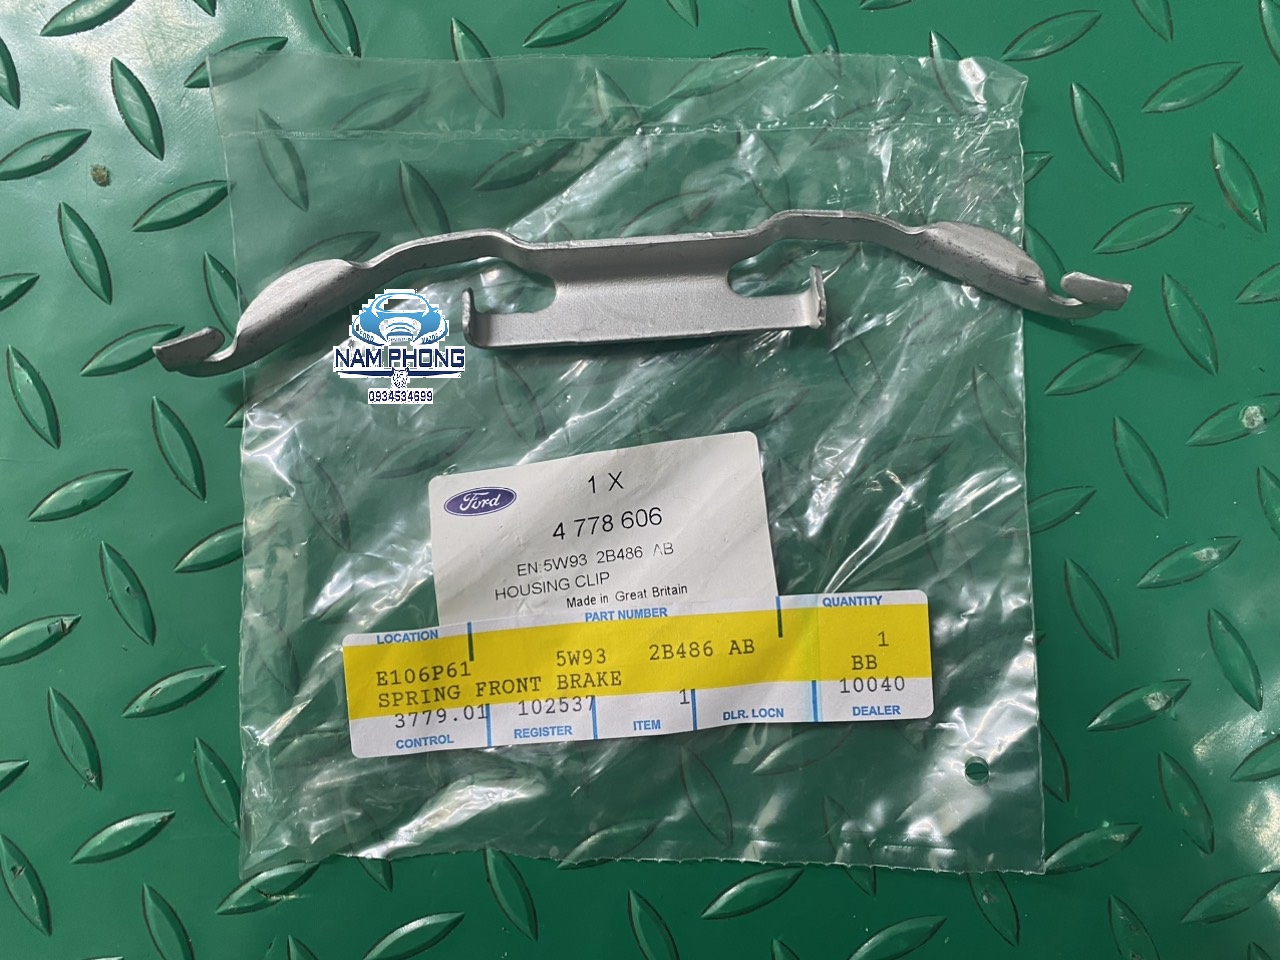 NAM PHONG
0934534699
Ford
1 X
4 778 606
EN:5W93 2B486 AB
HOUSING CLIP
Made in Great Britain
LOCATION PART NUMBER QUANTITY
E106P61 5W93 2B486 AB 1
SPRING FRONT BRAKE BB
3779.01 102537 1 10040
CONTROL REGISTER ITEM DLR. LOCN DEALER